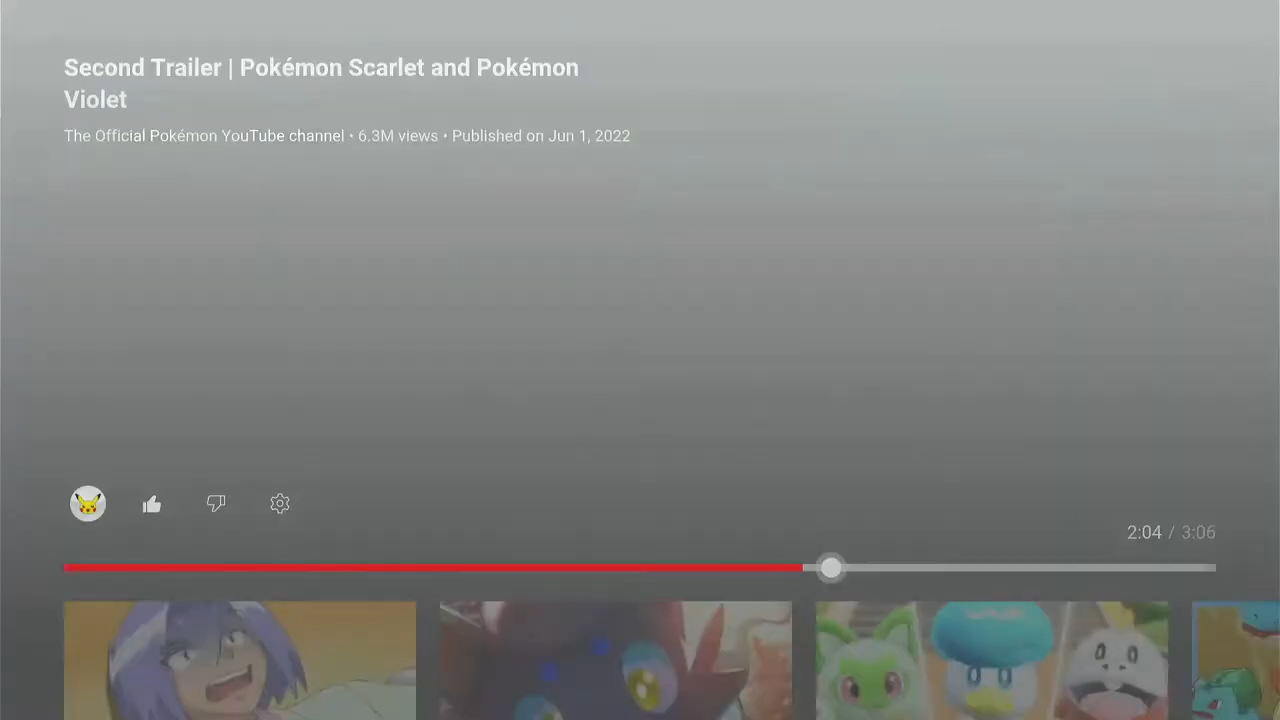 Second Trailer | Pokémon Scarlet and Pokémon
Violet
The Official Pokémon YouTube channel • 6.3M views • Published on Jun 1, 2022
2:04 / 3:06